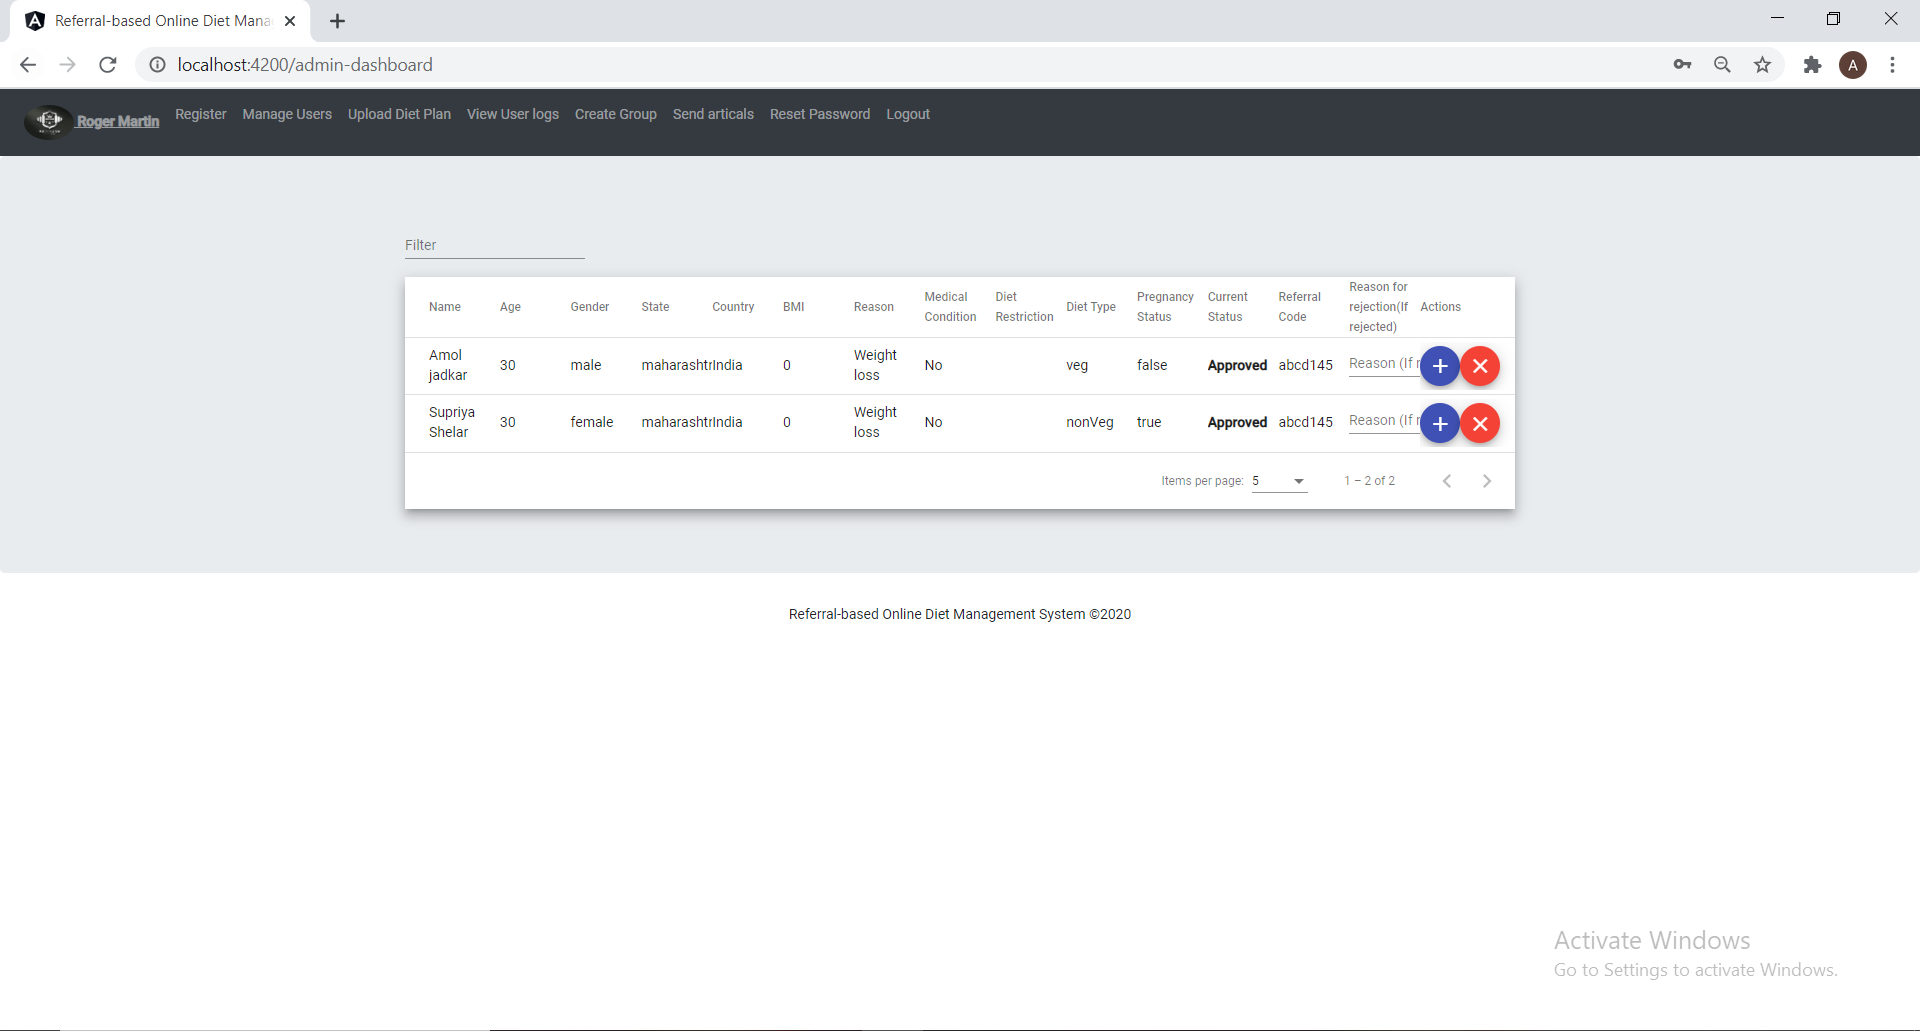 Referral-based Online Diet Mana
localhost:4200/admin-dashboard
A
Roger Martin Register Manage Users Upload Diet Plan View User logs Create Group Send articals Reset Password Logout
Filter
Name Age Gender State Country BMI Reason Medical Condition Diet Restriction Diet Type Pregnancy Status Current Status Referral Code Reason for rejection(If rejected) Actions
Amol jadkar 30 male maharashtr India 0 Weight loss No veg false Approved abcd145 Reason (If r
Supriya Shelar 30 female maharashtr India 0 Weight loss No nonVeg true Approved abcd145 Reason (If r
Items per page: 5 1 – 2 of 2
Referral-based Online Diet Management System ©2020
Activate Windows
Go to Settings to activate Windows.